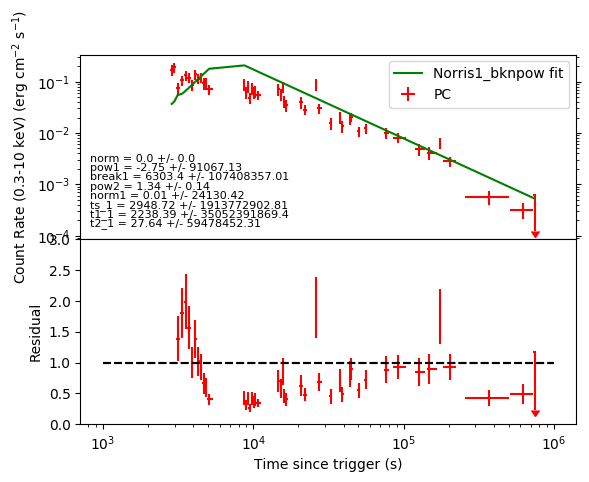 Count Rate (0.3-10 keV) (erg cm⁻² s⁻¹)
10⁻¹
10⁻²
10⁻³
10⁻⁴
Norris1_bknpow fit
PC
norm = 0.0 +/- 0.0
pow1 = -2.75 +/- 91067.13
break1 = 6303.4 +/- 107408357.01
pow2 = 1.34 +/- 0.14
norm1 = 0.01 +/- 24130.42
ts_1 = 2948.72 +/- 1913772902.81
t1_1 = 2238.39 +/- 35052391869.4
t2_1 = 27.64 +/- 59478452.31
Residual
3.0
2.5
2.0
1.5
1.0
0.5
0.0
10³ 10⁴ 10⁵ 10⁶
Time since trigger (s)